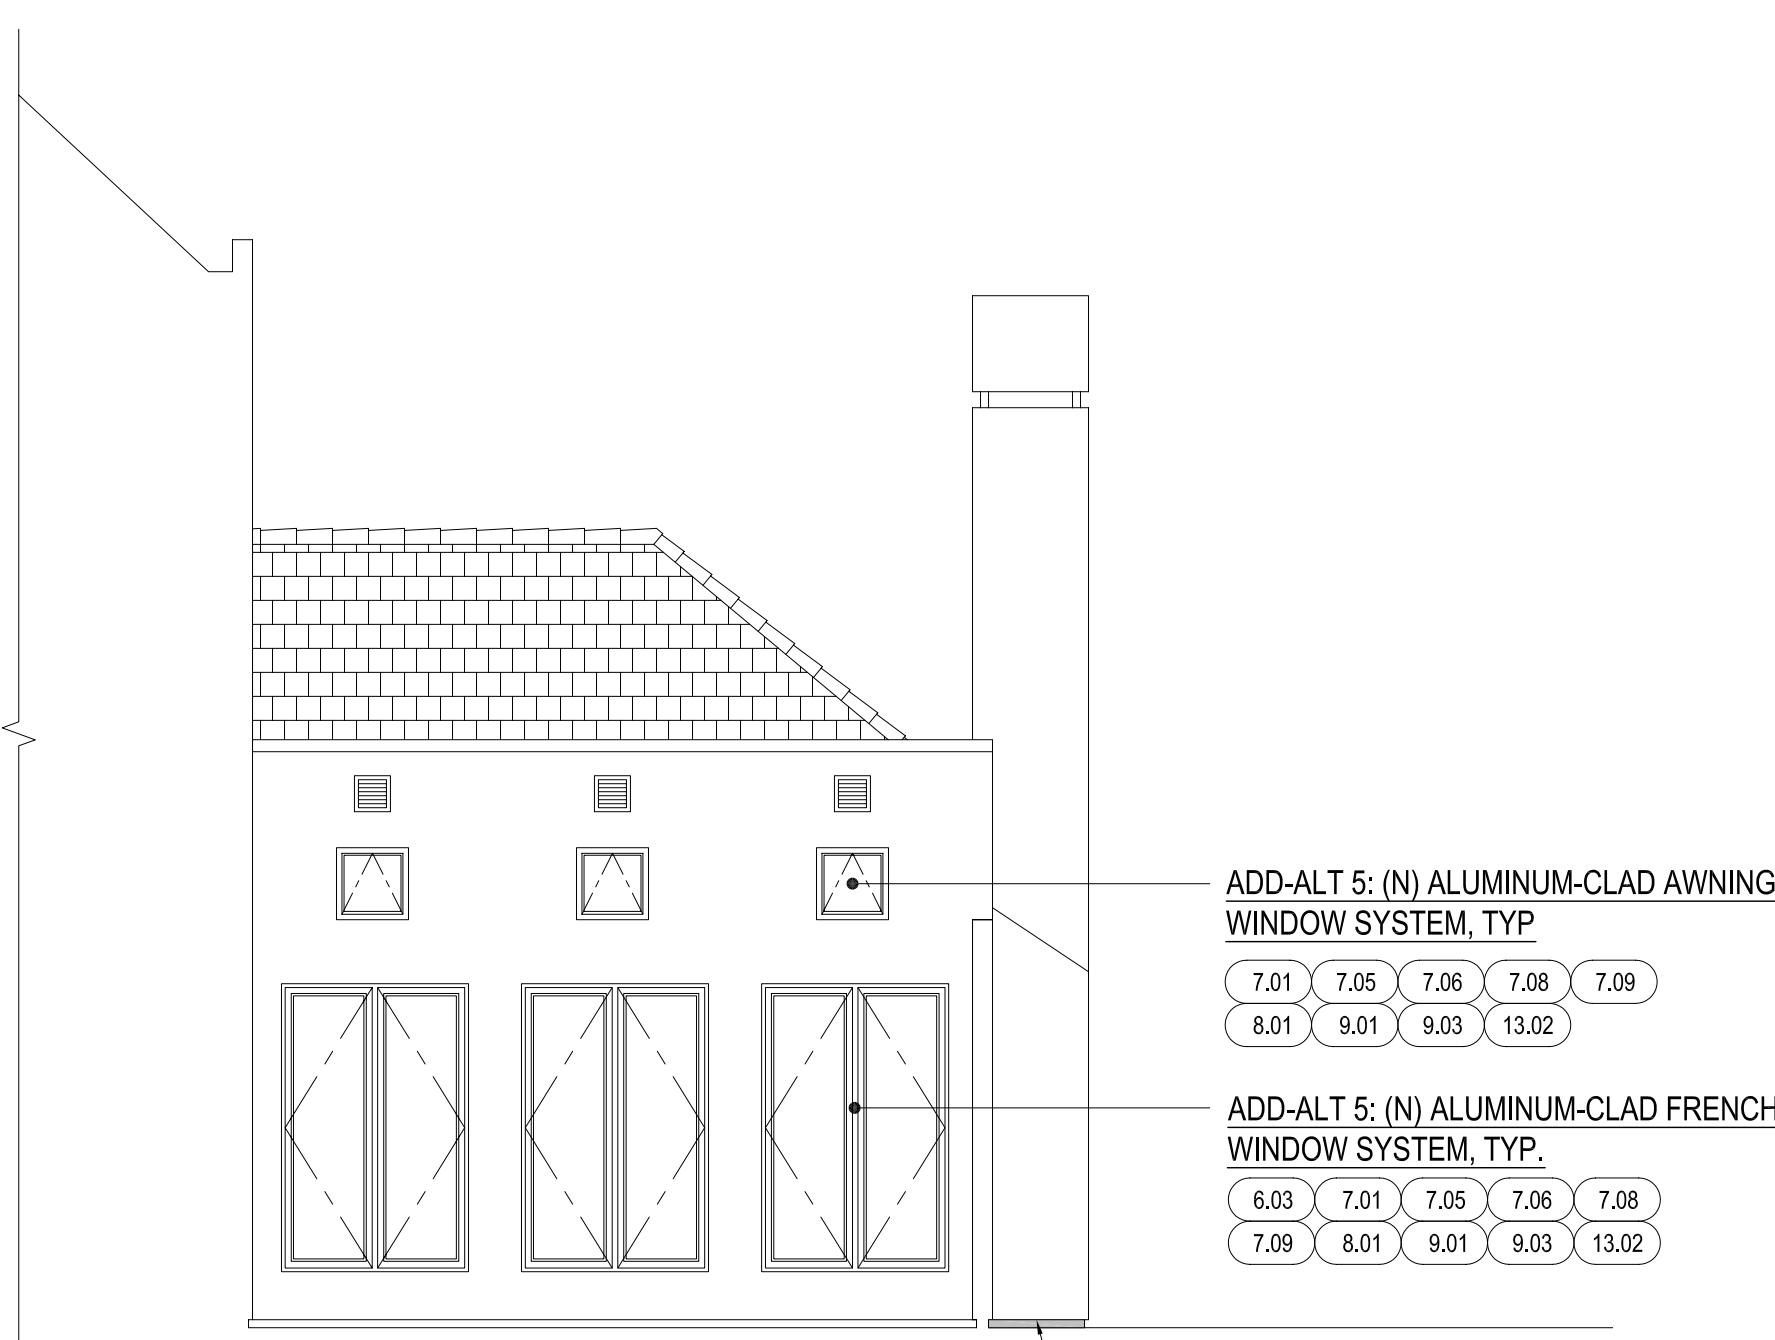 ADD-ALT 5: (N) ALUMINUM-CLAD AWNING
WINDOW SYSTEM, TYP
7.01 7.05 7.06 7.08 7.09
8.01 9.01 9.03 13.02
ADD-ALT 5: (N) ALUMINUM-CLAD FRENCH
WINDOW SYSTEM, TYP.
6.03 7.01 7.05 7.06 7.08
7.09 8.01 9.01 9.03 13.02